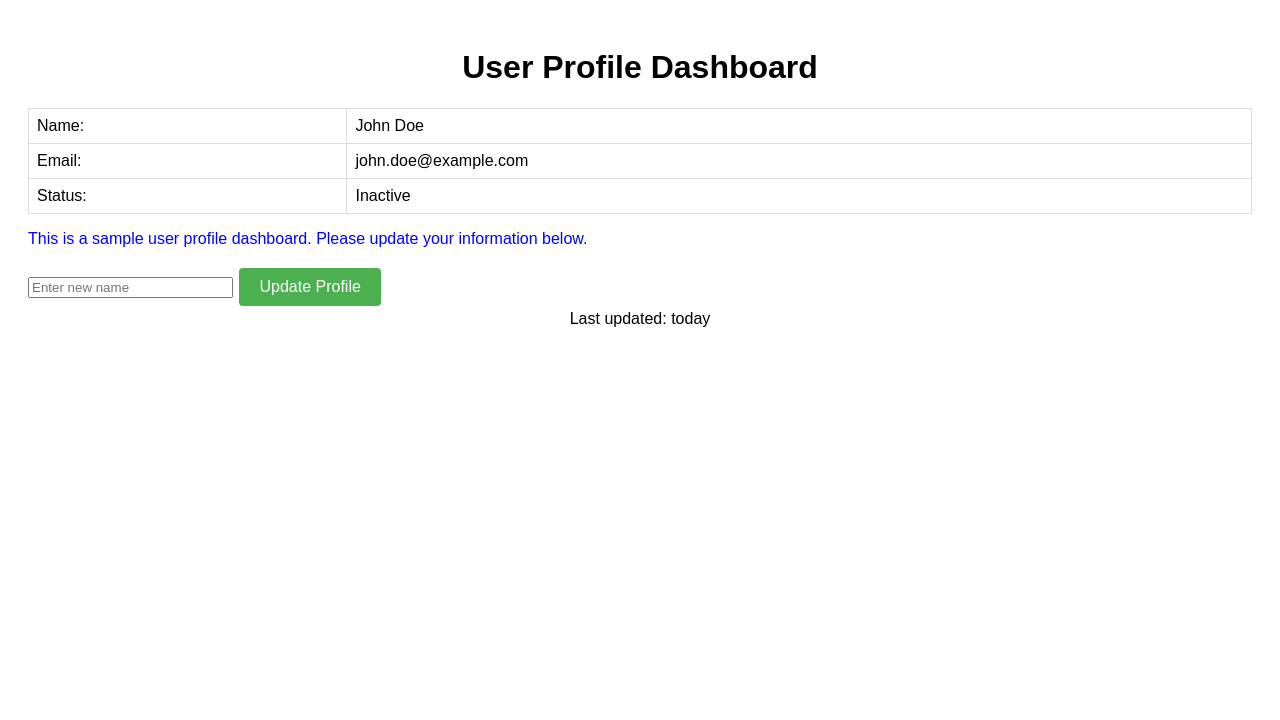 User Profile Dashboard
Name: John Doe
Email: john.doe@example.com
Status: Inactive
This is a sample user profile dashboard. Please update your information below.
Enter new name Update Profile
Last updated: today